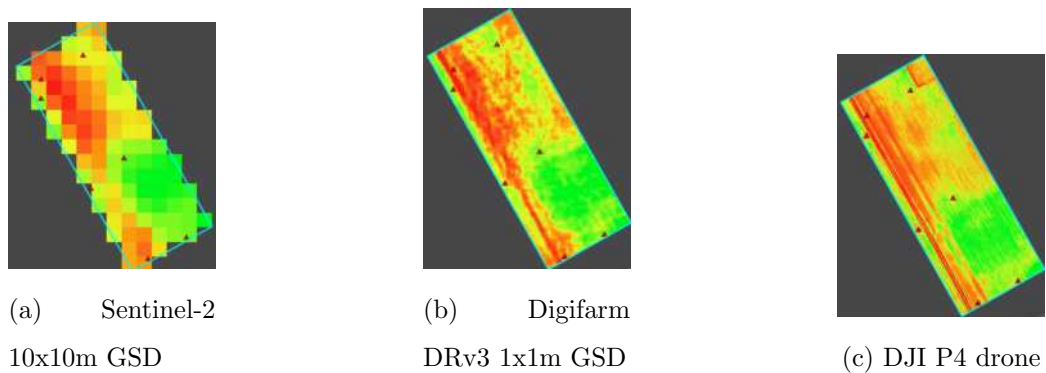 (a) Sentinel-2
10x10m GSD
(b) Digifarm
DRv3 1x1m GSD
(c) DJI P4 drone